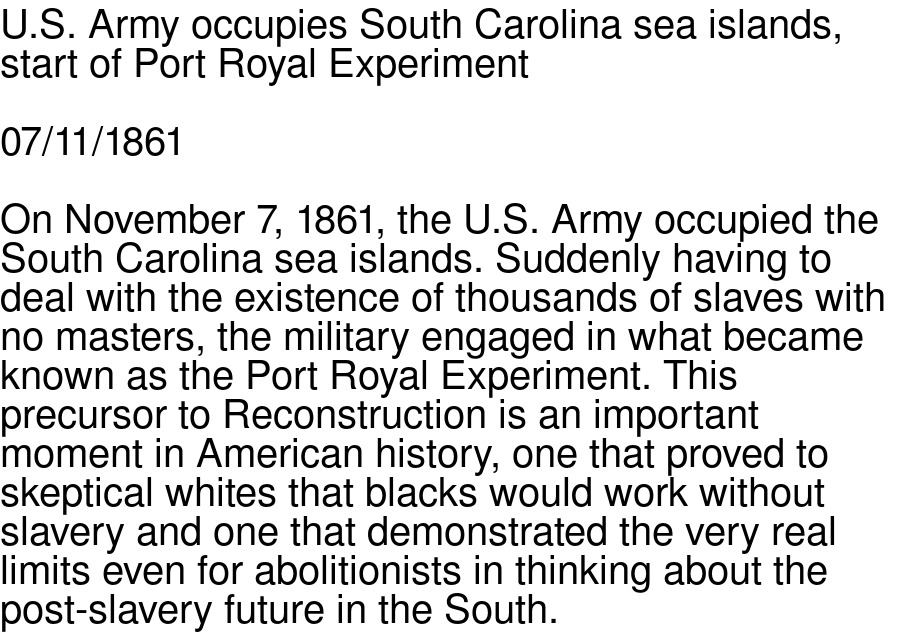 U.S. Army occupies South Carolina sea islands,
start of Port Royal Experiment
07/11/1861
On November 7, 1861, the U.S. Army occupied the
South Carolina sea islands. Suddenly having to
deal with the existence of thousands of slaves with
no masters, the military engaged in what became
known as the Port Royal Experiment. This
precursor to Reconstruction is an important
moment in American history, one that proved to
skeptical whites that blacks would work without
slavery and one that demonstrated the very real
limits even for abolitionists in thinking about the
post-slavery future in the South.